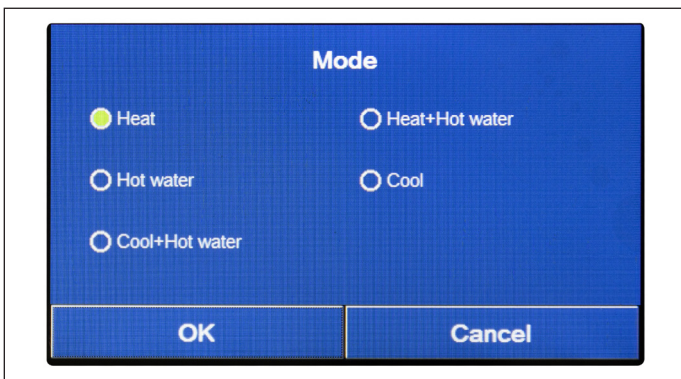 Mode
Heat
Heat+Hot water
Hot water
Cool
Cool+Hot water
OK
Cancel